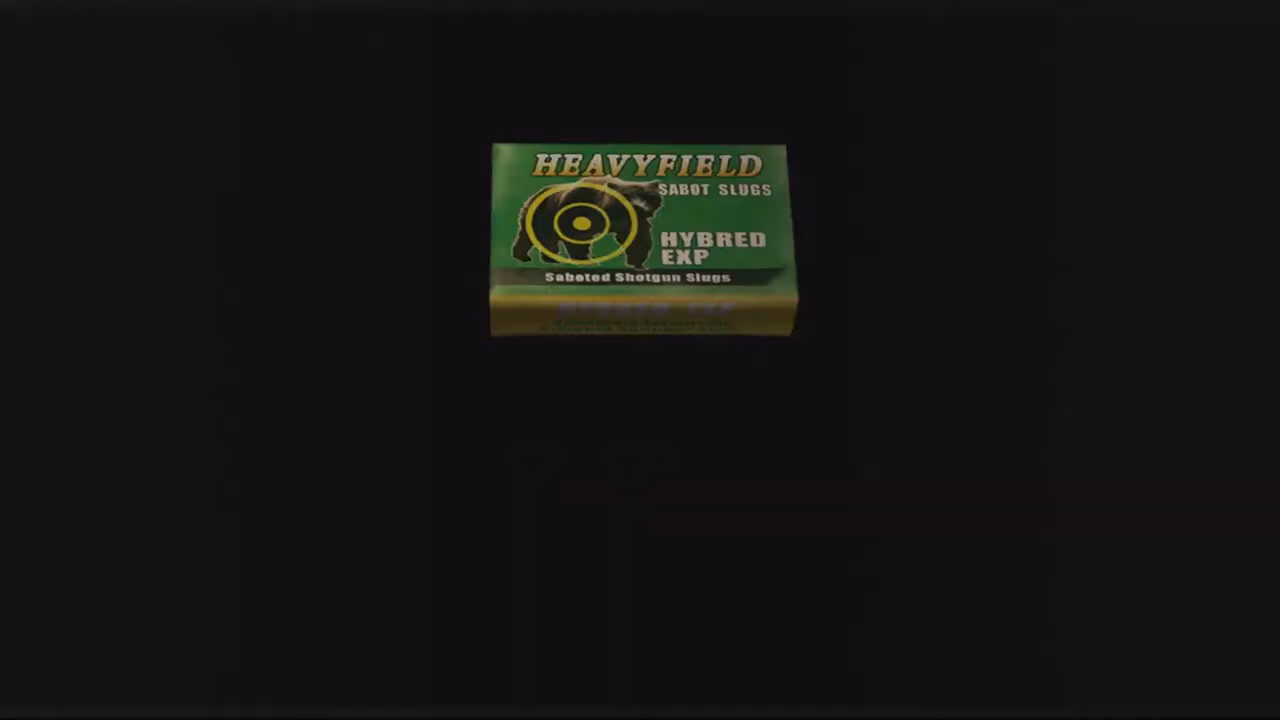 HEAVYFIELD
SABOT SLUGS
HYBRED
EXP
Saboted Shotgun Slugs